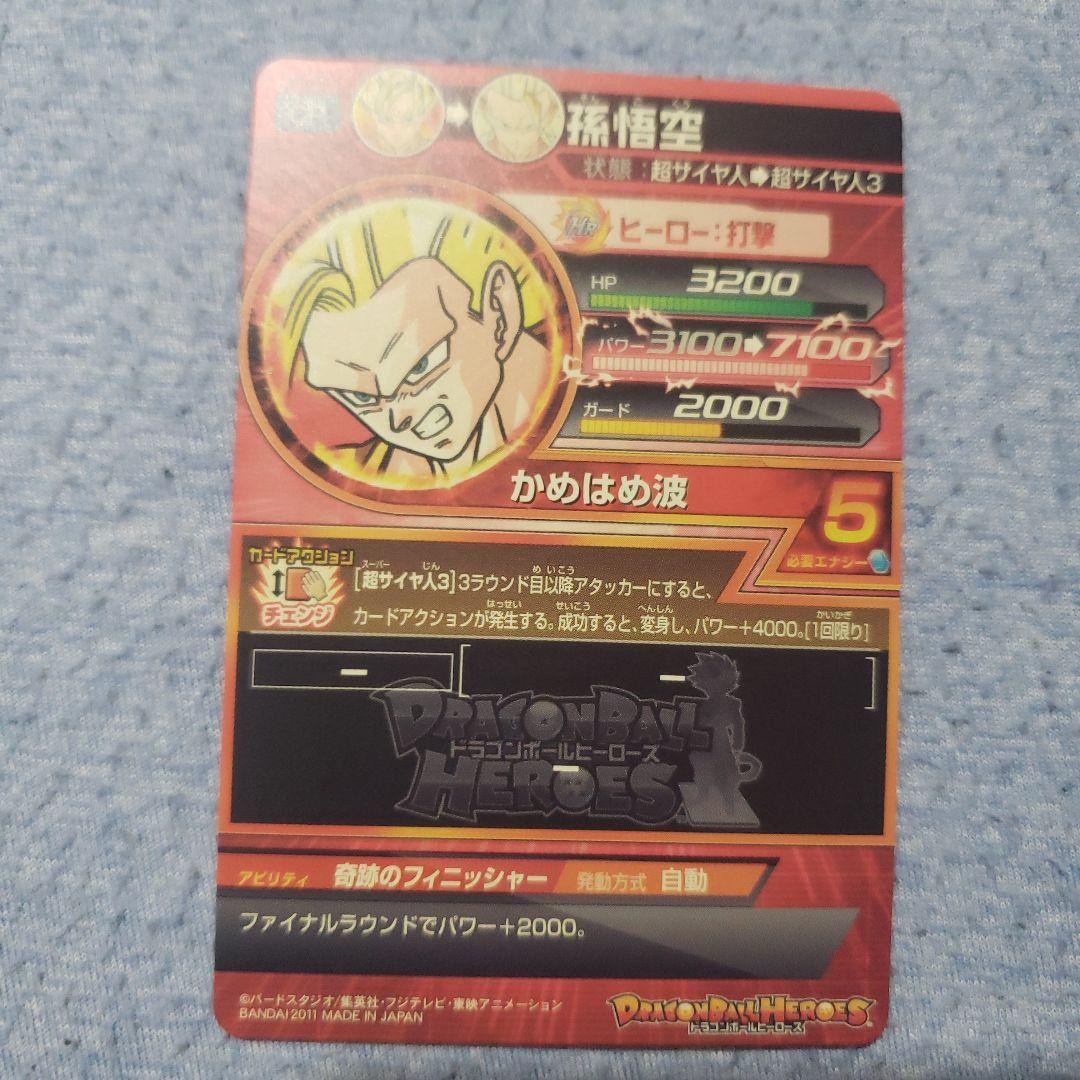 孫悟空
状態：超サイヤ人➡超サイヤ人3
HR ヒーロー：打撃
HP 3200
パワー 3100➡7100
ガード 2000
かめはめ波
5
必要エナジー
カードアクション
チェンジ
[超サイヤ人3]3ラウンド目以降アタッカーにすると、
カードアクションが発生する。成功すると、変身し、パワー+4000。[1回限り]
DRAGONBALL
ドラゴンボールヒーローズ
HEROES
アビリティ 奇跡のフィニッシャー 発動方式 自動
ファイナルラウンドでパワー+2000。
©バードスタジオ/集英社・フジテレビ・東映アニメーション
BANDAI 2011 MADE IN JAPAN
DRAGONBALL HEROES
ドラゴンボールヒーローズ